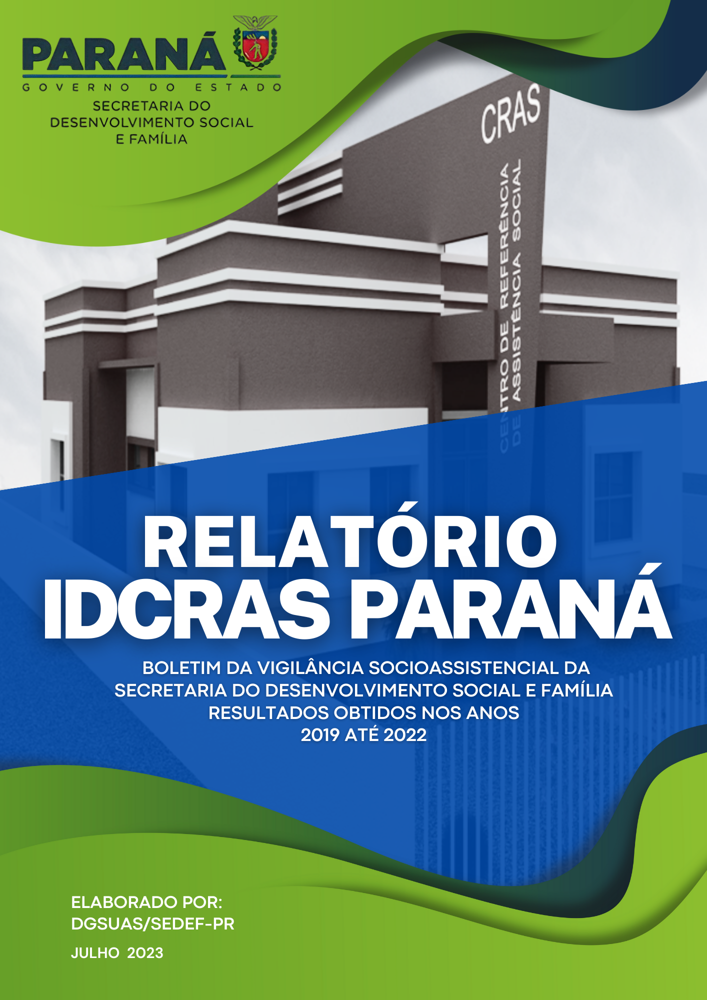 PARANÁ
GOVERNO DO ESTADO
SECRETARIA DO
DESENVOLVIMENTO SOCIAL
E FAMÍLIA
CRAS
CENTRO DE REFERÊNCIA
DE ASSISTÊNCIA SOCIAL
RELATÓRIO
IDCRAS PARANÁ
BOLETIM DA VIGILÂNCIA SOCIOASSISTENCIAL DA
SECRETARIA DO DESENVOLVIMENTO SOCIAL E FAMÍLIA
RESULTADOS OBTIDOS NOS ANOS
2019 ATÉ 2022
ELABORADO POR:
DGSUAS/SEDEF-PR
JULHO 2023